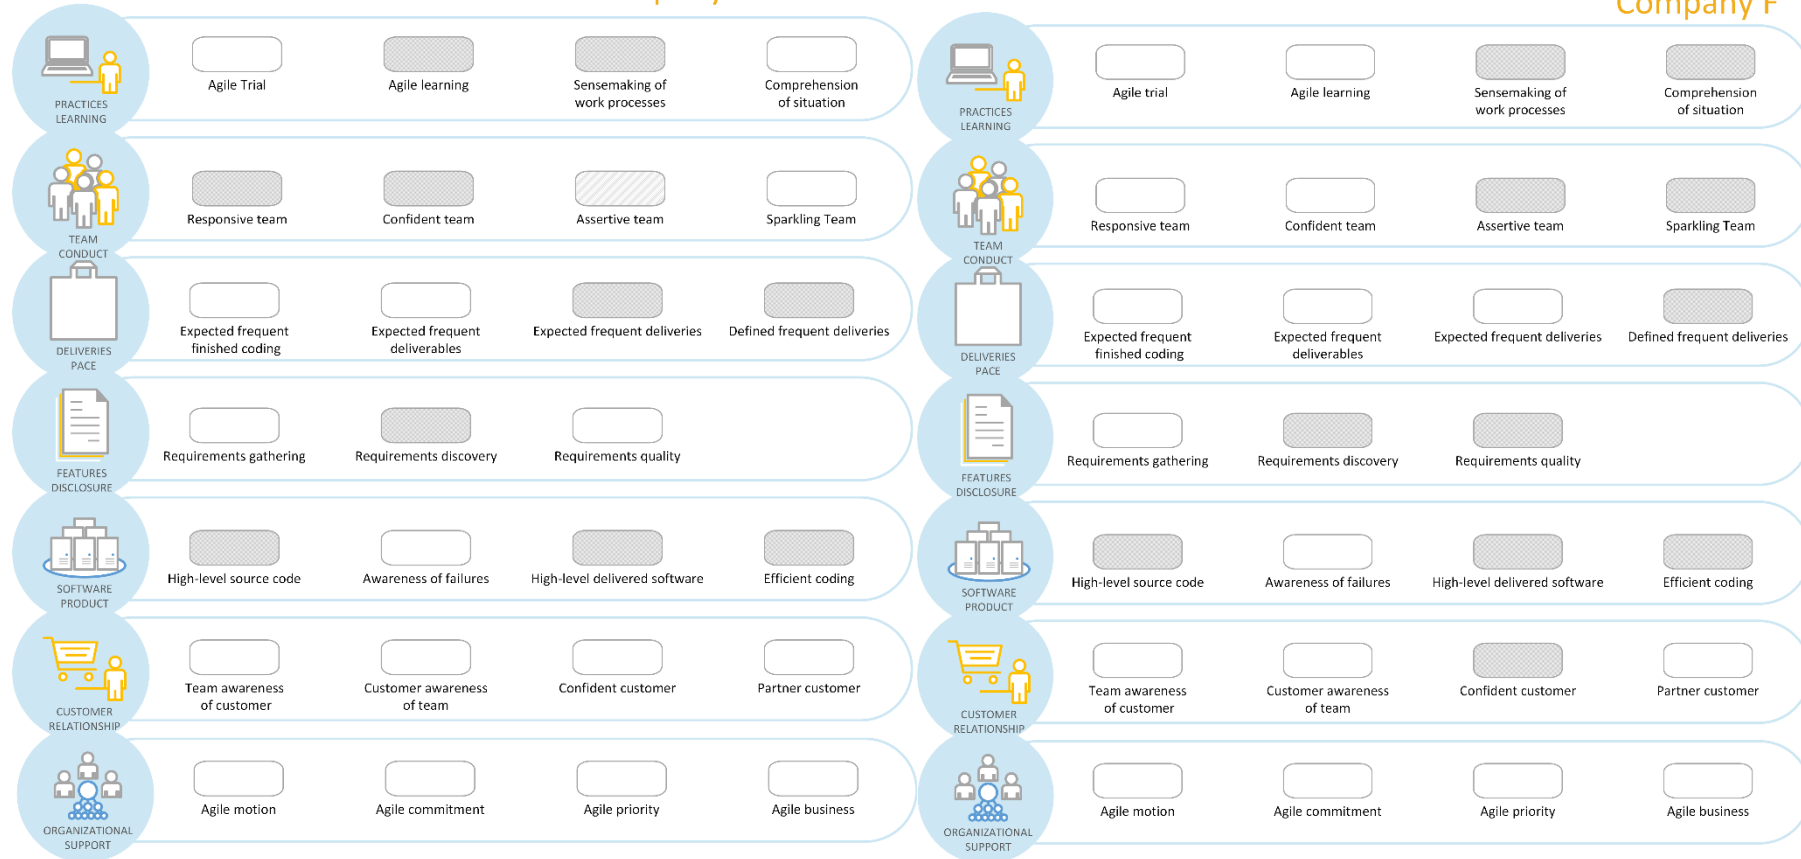 Company F
Agile Trial
Agile learning
Sensemaking of
work processes
Comprehension
of situation
PRACTICES
LEARNING
Responsive team
Confident team
Assertive team
Sparkling Team
TEAM
CONDUCT
Expected frequent
finished coding
Expected frequent
deliverables
Expected frequent deliveries
Defined frequent deliveries
DELIVERIES
PACE
Requirements gathering
Requirements discovery
Requirements quality
FEATURES
DISCLOSURE
High-level source code
Awareness of failures
High-level delivered software
Efficient coding
SOFTWARE
PRODUCT
Team awareness
of customer
Customer awareness
of team
Confident customer
Partner customer
CUSTOMER
RELATIONSHIP
Agile motion
Agile commitment
Agile priority
Agile business
ORGANIZATIONAL
SUPPORT
Agile trial
Agile learning
Sensemaking of
work processes
Comprehension
of situation
PRACTICES
LEARNING
Responsive team
Confident team
Assertive team
Sparkling Team
TEAM
CONDUCT
Expected frequent
finished coding
Expected frequent
deliverables
Expected frequent deliveries
Defined frequent deliveries
DELIVERIES
PACE
Requirements gathering
Requirements discovery
Requirements quality
FEATURES
DISCLOSURE
High-level source code
Awareness of failures
High-level delivered software
Efficient coding
SOFTWARE
PRODUCT
Team awareness
of customer
Customer awareness
of team
Confident customer
Partner customer
CUSTOMER
RELATIONSHIP
Agile motion
Agile commitment
Agile priority
Agile business
ORGANIZATIONAL
SUPPORT